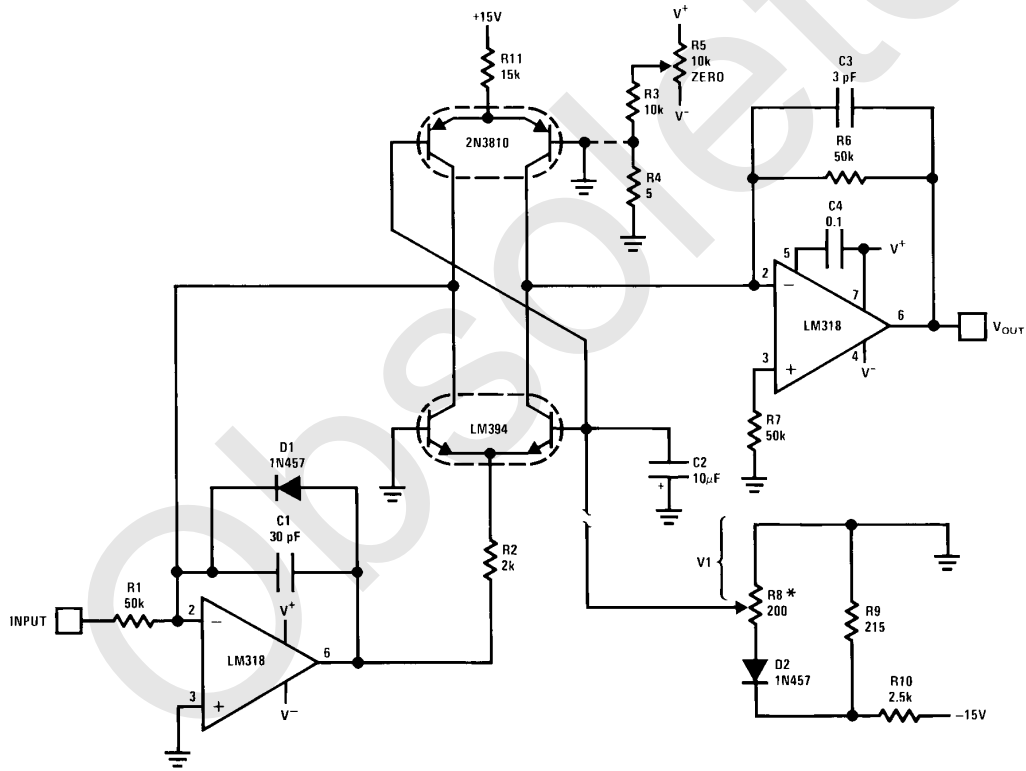 +15V
R11
15k
2N3810
V+
R5
10k
ZERO
V−
R3
10k
R4
5
C3
3 pF
R6
50k
C4
0.1
V+
5
2
−
7
LM318
6
VOUT
3
+
4
V−
R7
50k
LM394
C2
10μF
+
D1
1N457
C1
30 pF
R2
2k
V1
R8*
200
R9
215
D2
1N457
R10
2.5k
−15V
INPUT
R1
50k
2
−
V+
LM318
6
3
+
V−
Obsolete